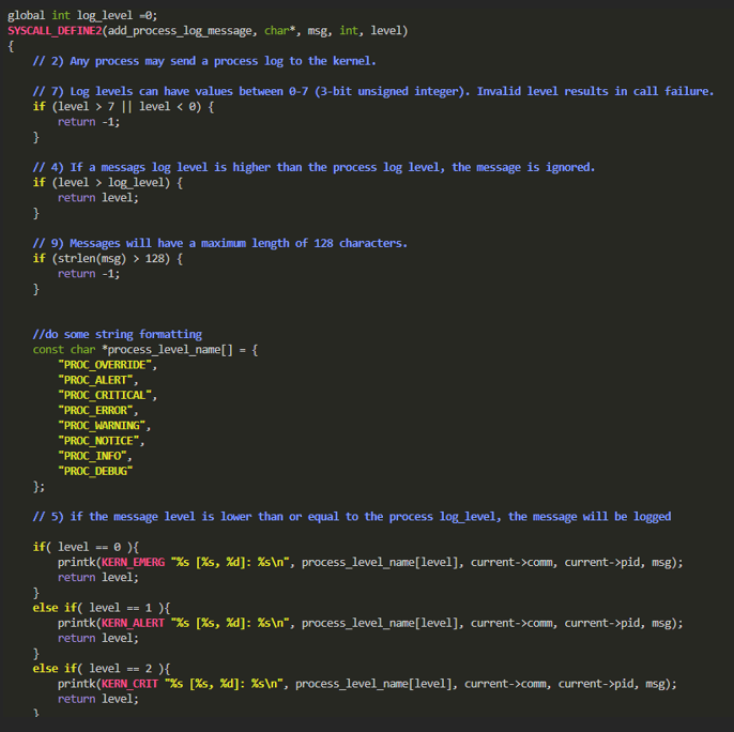 global int log_level =0;
SYSCALL_DEFINE2(add_process_log_message, char*, msg, int, level)
{
    // 2) Any process may send a process log to the kernel.

    // 7) Log levels can have values between 0-7 (3-bit unsigned integer). Invalid level results in call failure.
    if (level > 7 || level < 0) {
        return -1;
    }

    // 4) If a messags log level is higher than the process log level, the message is ignored.
    if (level > log_level) {
        return level;
    }

    // 9) Messages will have a maximum length of 128 characters.
    if (strlen(msg) > 128) {
        return -1;
    }


    //do some string formatting
    const char *process_level_name[] = {
        "PROC_OVERRIDE",
        "PROC_ALERT",
        "PROC_CRITICAL",
        "PROC_ERROR",
        "PROC_WARNING",
        "PROC_NOTICE",
        "PROC_INFO",
        "PROC_DEBUG"
    };

    // 5) if the message level is lower than or equal to the process log_level, the message will be logged

    if( level == 0 ){
        printk(KERN_EMERG "%s [%s, %d]: %s\n", process_level_name[level], current->comm, current->pid, msg);
        return level;
    }
    else if( level == 1 ){
        printk(KERN_ALERT "%s [%s, %d]: %s\n", process_level_name[level], current->comm, current->pid, msg);
        return level;
    }
    else if( level == 2 ){
        printk(KERN_CRIT "%s [%s, %d]: %s\n", process_level_name[level], current->comm, current->pid, msg);
        return level;
    }